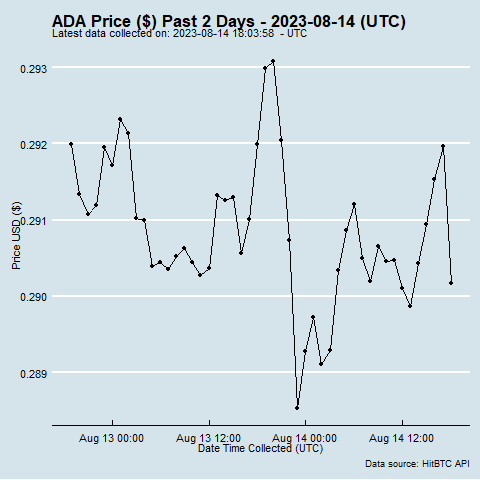 ADA Price ($) Past 2 Days - 2023-08-14 (UTC)
Latest data collected on: 2023-08-14 18:03:58 - UTC
0.293
0.292
0.291
0.290
0.289
Price USD ($)
Aug 13 00:00 Aug 13 12:00 Aug 14 00:00 Aug 14 12:00
Date Time Collected (UTC)
Data source: HitBTC API